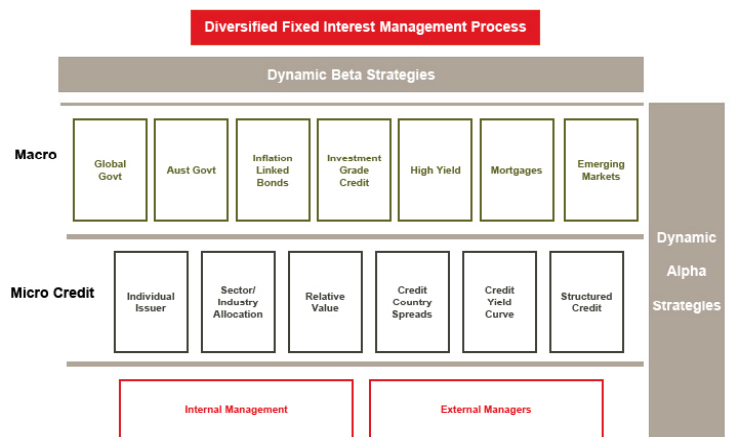 Diversified Fixed Interest Management Process
Dynamic Beta Strategies
Macro
Global
Govt
Aust Govt
Inflation
Linked
Bonds
Investment
Grade
Credit
High Yield
Mortgages
Emerging
Markets
Dynamic
Alpha
Strategies
Micro Credit
Individual
Issuer
Sector/
Industry
Allocation
Relative
Value
Credit
Country
Spreads
Credit
Yield
Curve
Structured
Credit
Internal Management
External Managers